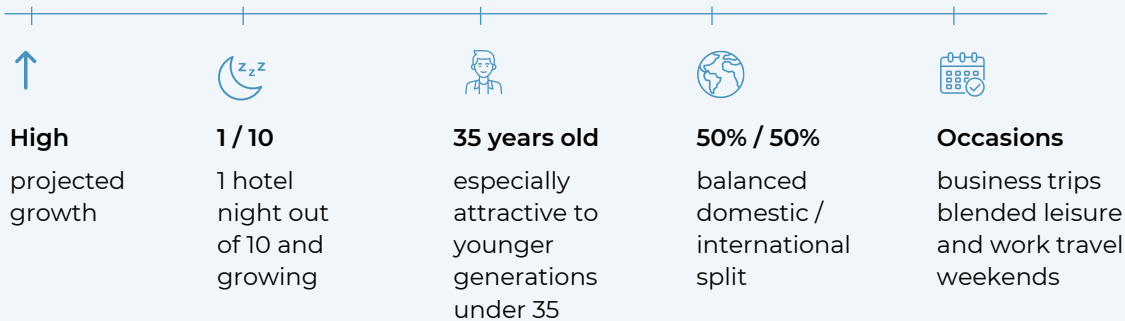 zzz
High
projected
growth
1 / 10
1 hotel
night out
of 10 and
growing
35 years old
especially
attractive to
younger
generations
under 35
50% / 50%
balanced
domestic /
international
split
Occasions
business trips
blended leisure
and work travel
weekends